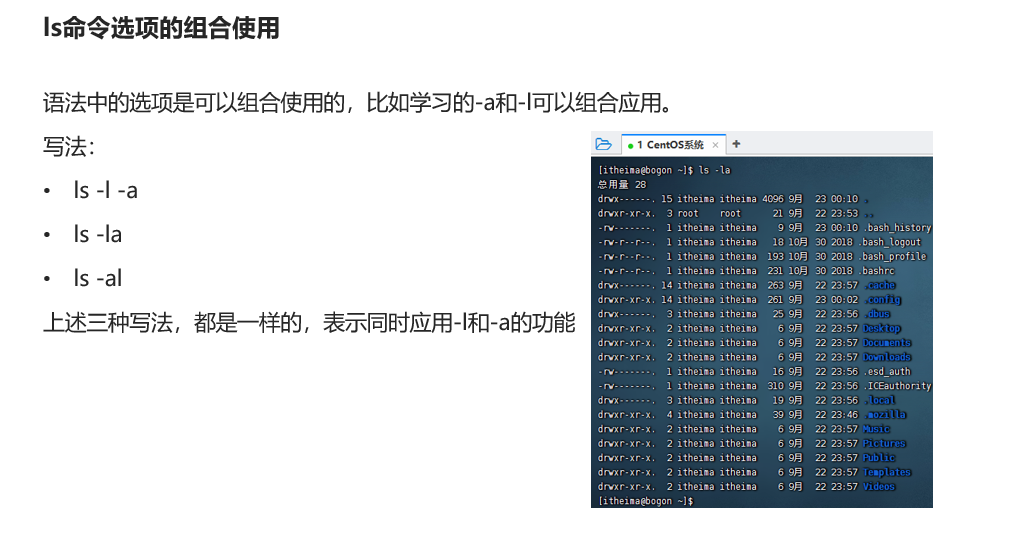 ls命令选项的组合使用
语法中的选项是可以组合使用的，比如学习的-a和-l可以组合应用。
写法：
• ls -l -a
• ls -la
• ls -al
上述三种写法，都是一样的，表示同时应用-l和-a的功能
1 CentOS系统 × +
[itheima@bogon ~]$ ls -la
总用量 28
drwx------. 15 itheima itheima 4096 9月 23 00:10 .
drwxr-xr-x. 3 root root 21 9月 22 23:53 ..
-rw-------. 1 itheima itheima 9 9月 23 00:10 .bash_history
-rw-r--r--. 1 itheima itheima 18 10月 30 2018 .bash_logout
-rw-r--r--. 1 itheima itheima 193 10月 30 2018 .bash_profile
-rw-r--r--. 1 itheima itheima 231 10月 30 2018 .bashrc
drwx------. 14 itheima itheima 263 9月 22 23:57 .cache
drwxr-xr-x. 14 itheima itheima 261 9月 23 00:02 .config
drwx------. 3 itheima itheima 25 9月 22 23:56 .dbus
drwxr-xr-x. 2 itheima itheima 6 9月 22 23:57 Desktop
drwxr-xr-x. 2 itheima itheima 6 9月 22 23:57 Documents
drwxr-xr-x. 2 itheima itheima 6 9月 22 23:57 Downloads
-rw-------. 1 itheima itheima 16 9月 22 23:56 .esd_auth
-rw-------. 1 itheima itheima 310 9月 22 23:56 .ICEauthority
drwx------. 3 itheima itheima 19 9月 22 23:56 .local
drwxr-xr-x. 4 itheima itheima 39 9月 22 23:46 .mozilla
drwxr-xr-x. 2 itheima itheima 6 9月 22 23:57 Music
drwxr-xr-x. 2 itheima itheima 6 9月 22 23:57 Pictures
drwxr-xr-x. 2 itheima itheima 6 9月 22 23:57 Public
drwxr-xr-x. 2 itheima itheima 6 9月 22 23:57 Templates
drwxr-xr-x. 2 itheima itheima 6 9月 22 23:57 Videos
[itheima@bogon ~]$